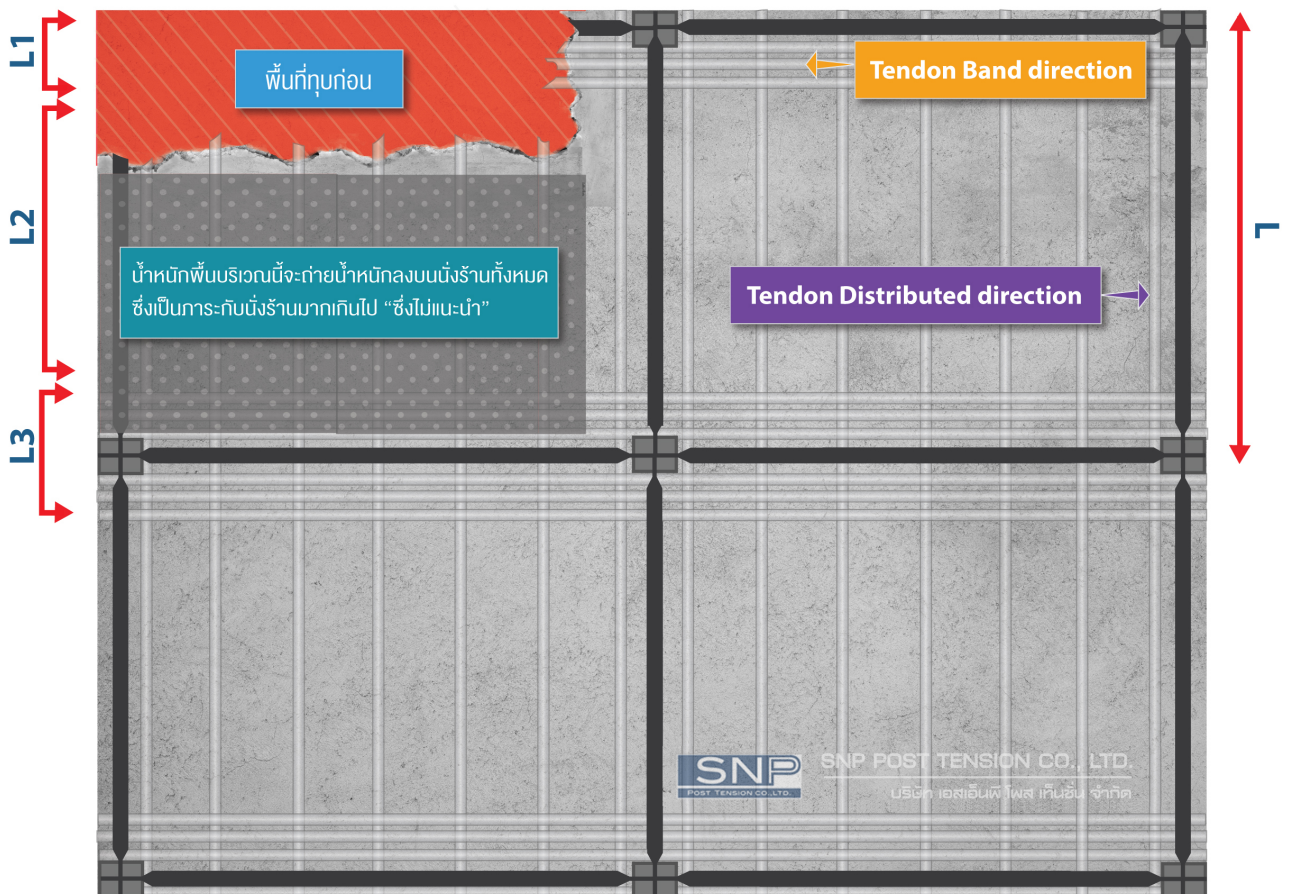 L1
L2
L3
L
พื้นที่ทุบก่อน
Tendon Band direction
น้ำหนักพื้นบริเวณนี้จะถ่ายน้ำหนักลงบนนั่งร้านทั้งหมด
ซึ่งเป็นภาระกับนั่งร้านมากเกินไป “ซึ่งไม่แนะนำ”
Tendon Distributed direction
SNP
POST TENSION CO.,LTD.
SNP POST TENSION CO., LTD.
บริษัท เอสเอ็นพี โพส เท็นชั่น จำกัด